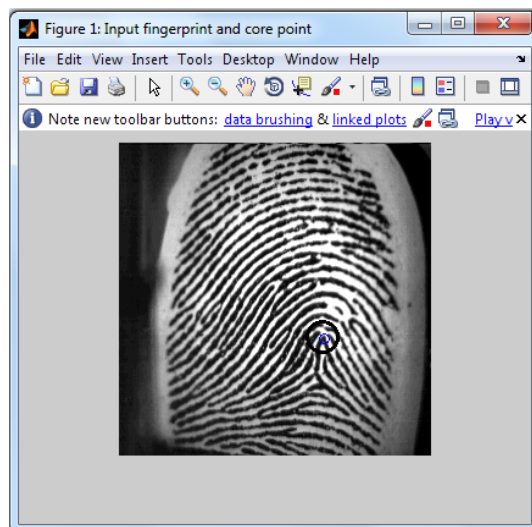 Figure 1: Input fingerprint and core point
File Edit View Insert Tools Desktop Window Help
Note new toolbar buttons: data brushing & linked plots Play v